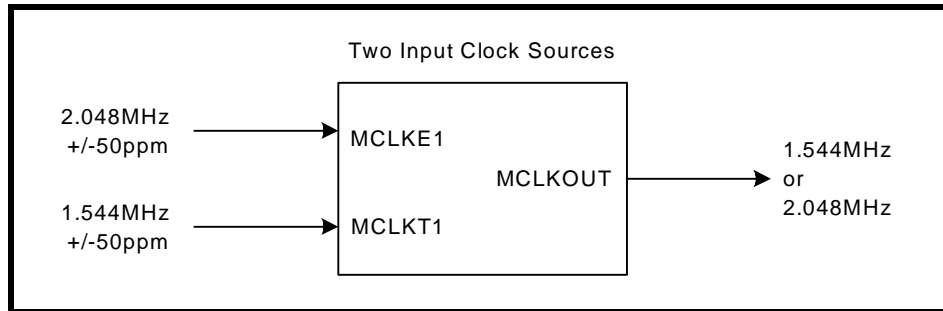 Two Input Clock Sources
2.048MHz
+/-50ppm
MCLKE1
1.544MHz
+/-50ppm
MCLKT1
MCLKOUT
1.544MHz
or
2.048MHz